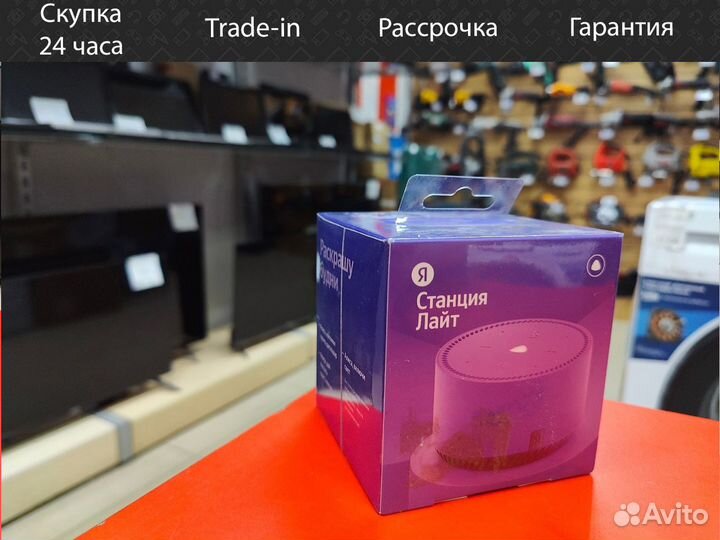 Скупка
24 часа
Trade-in
Рассрочка
Гарантия
Раскрашу
будни
Я
Станция
Лайт
Avito